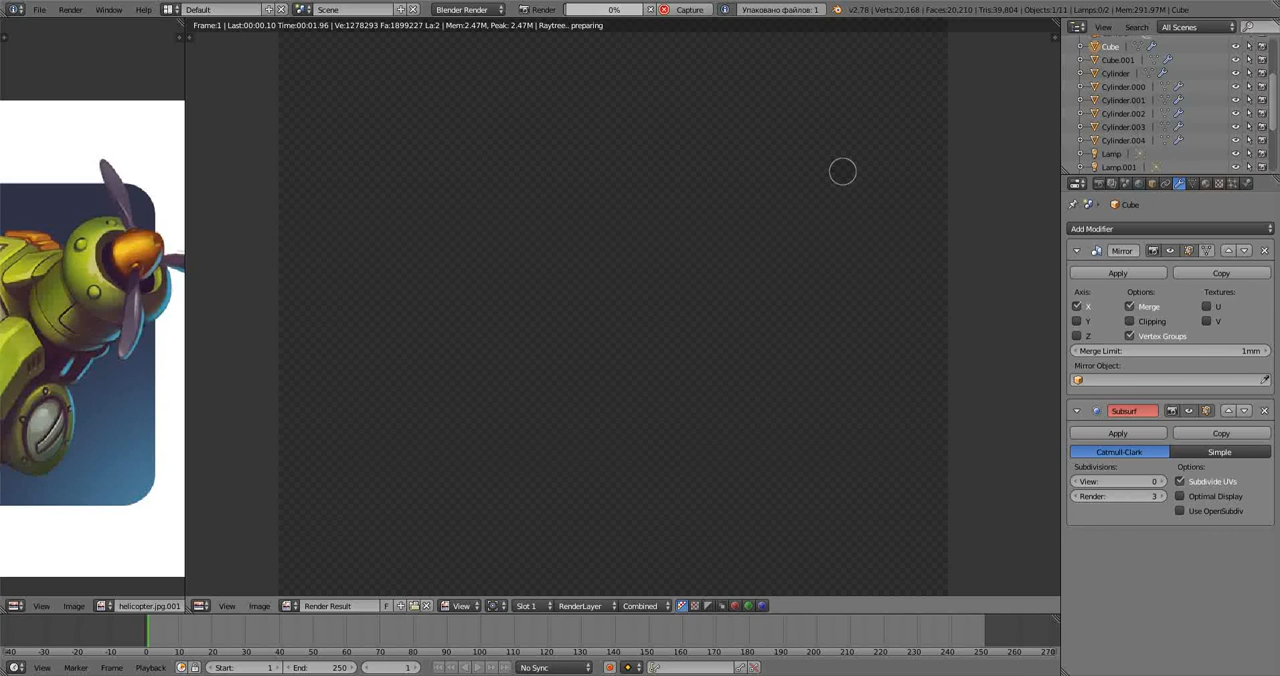 File Render Window Help Default Scene Blender Render Render 0% Capture Упаковано файлов: 1 v2.78 | Verts:20,168 | Faces:20,210 | Tris:39,804 | Objects:1/11 | Lamps:0/2 | Mem:291.97M | Cube
Frame:1 | Last:00:00.10 Time:00:01.96 | Ve:1278293 Fa:1899227 La:2 | Mem:2.47M, Peak: 2.47M | Raytree.. preparing
View Search All Scenes
Cube
Cube.001
Cylinder
Cylinder.000
Cylinder.001
Cylinder.002
Cylinder.003
Cylinder.004
Lamp
Lamp.001
Cube
Add Modifier
Mirror
Apply Copy
Axis: Options: Textures:
X Merge U
Y Clipping V
Z Vertex Groups
Merge Limit: 1mm
Mirror Object:
Subsurf
Apply Copy
Catmull-Clark Simple
Subdivisions: Options:
View: 0 Subdivide UVs
Render: 3 Optimal Display
Use OpenSubdiv
View Image helicopter.jpg.001 View Image Render Result F View Slot 1 RenderLayer Combined
-40 -30 -20 -10 0 10 20 30 40 50 60 70 80 90 100 110 120 130 140 150 160 170 180 190 200 210 220 230 240 250 260 270
View Marker Frame Playback Start: 1 End: 250 1 No Sync